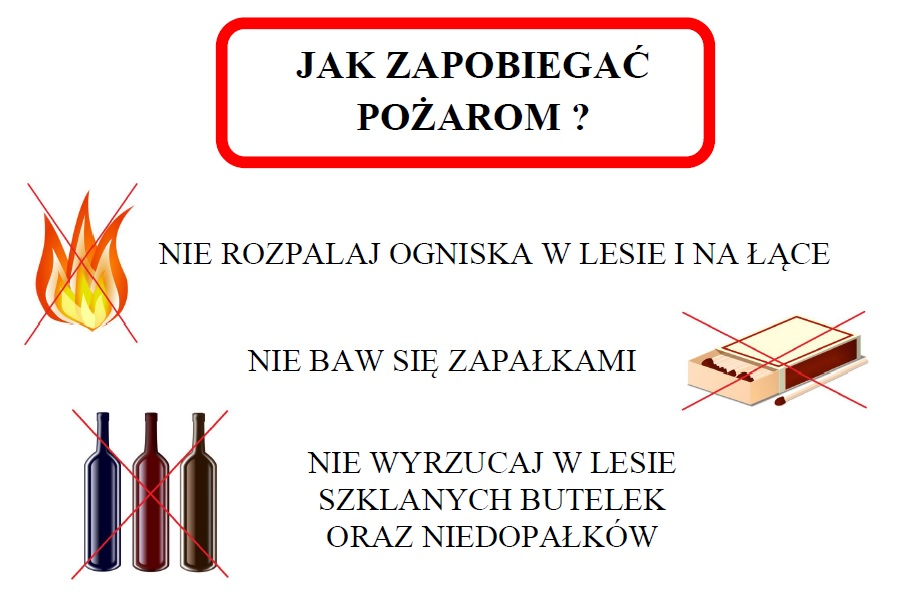 JAK ZAPOBIEGAĆ
POŻAROM ?
NIE ROZPALAJ OGNISKA W LESIE I NA ŁĄCE
NIE BAW SIĘ ZAPAŁKAMI
NIE WYRZUCAJ W LESIE
SZKLANYCH BUTELEK
ORAZ NIEDOPAŁKÓW